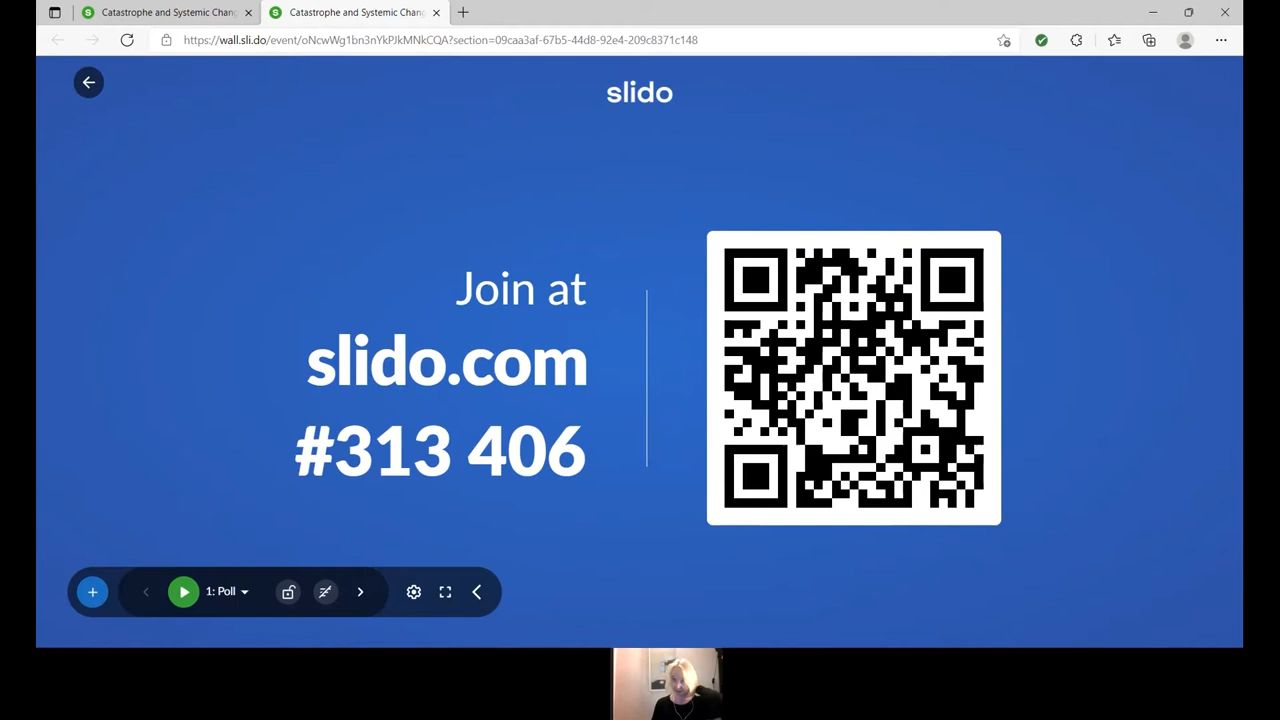 Catastrophe and Systemic Chang
Catastrophe and Systemic Chang
https://wall.sli.do/event/oNcwWg1bn3nYkPJkMNkCQA?section=09caa3af-67b5-44d8-92e4-209c8371c148
slido
Join at
slido.com
#313 406
1: Poll